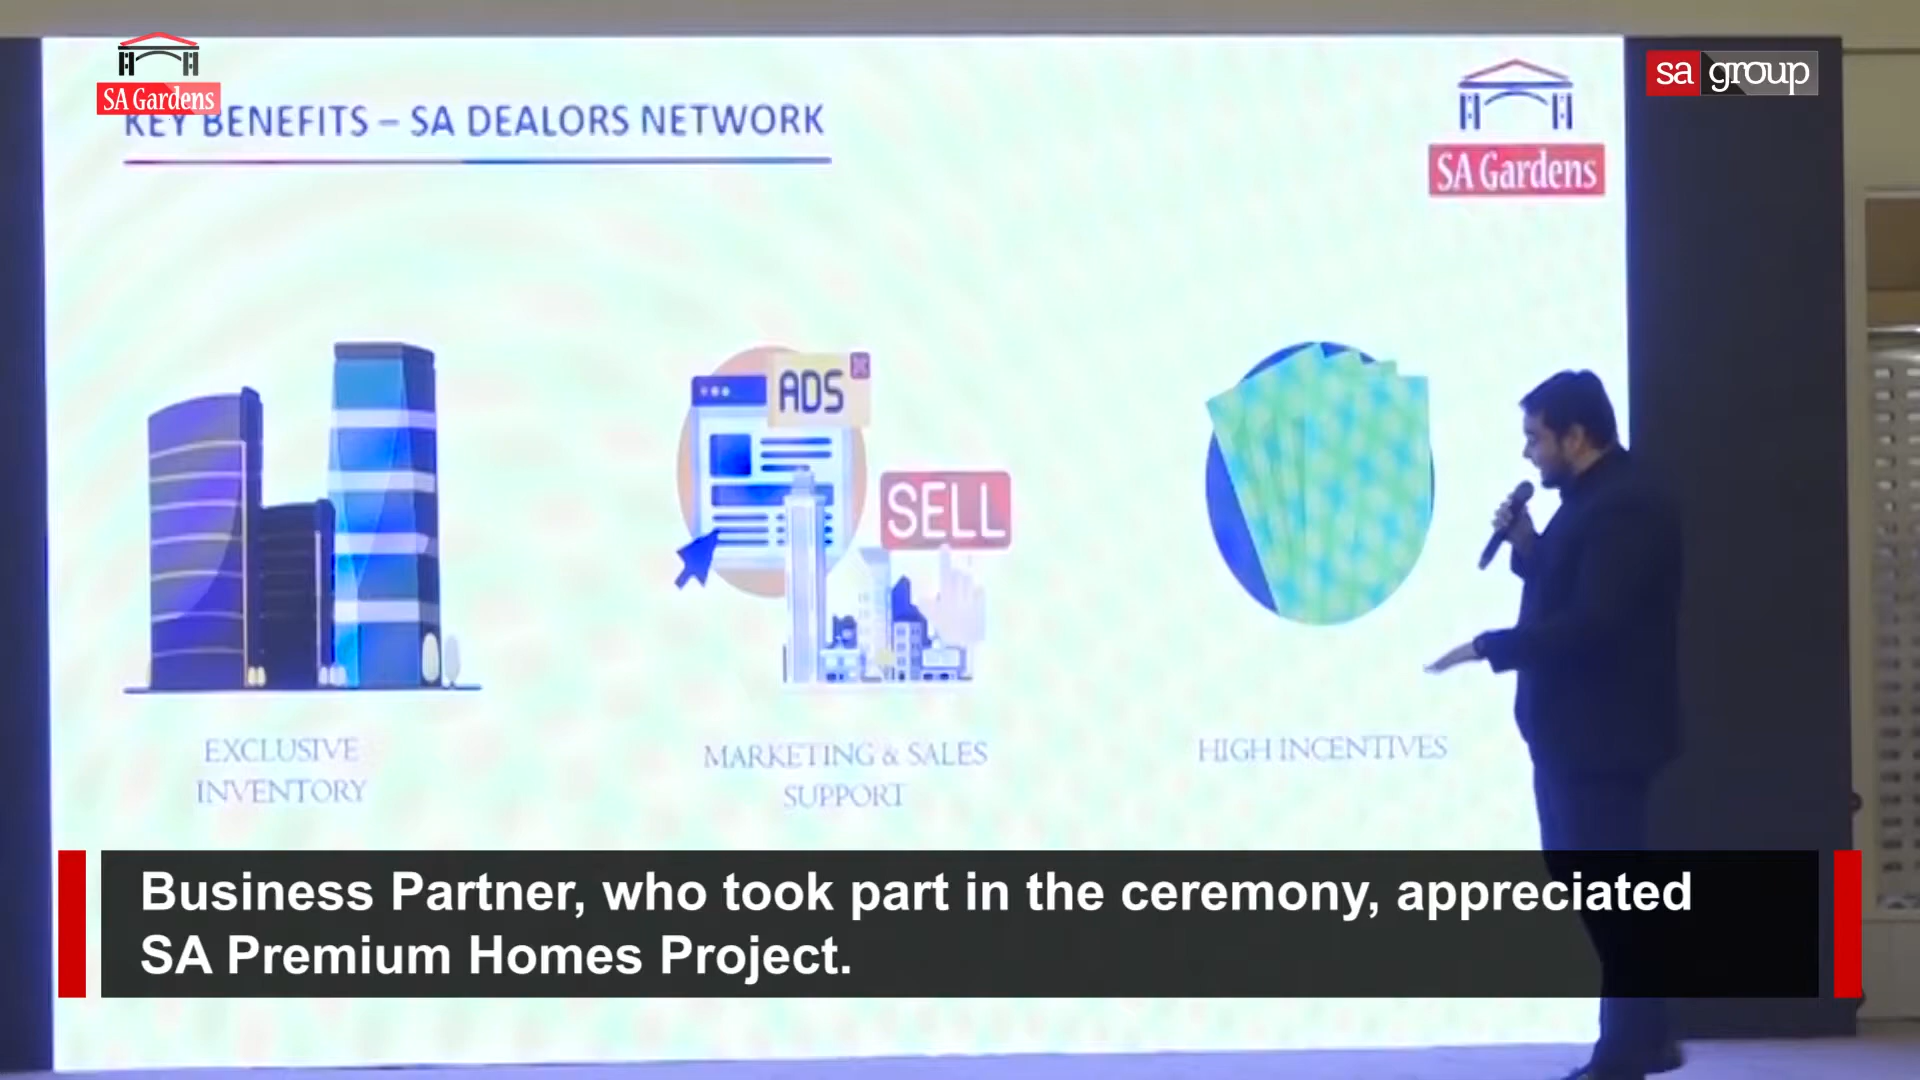 SA Gardens
KEY BENEFITS – SA DEALORS NETWORK
SA Gardens
sa group
ADS
SELL
EXCLUSIVE
INVENTORY
MARKETING & SALES
SUPPORT
HIGH INCENTIVES
Business Partner, who took part in the ceremony, appreciated
SA Premium Homes Project.